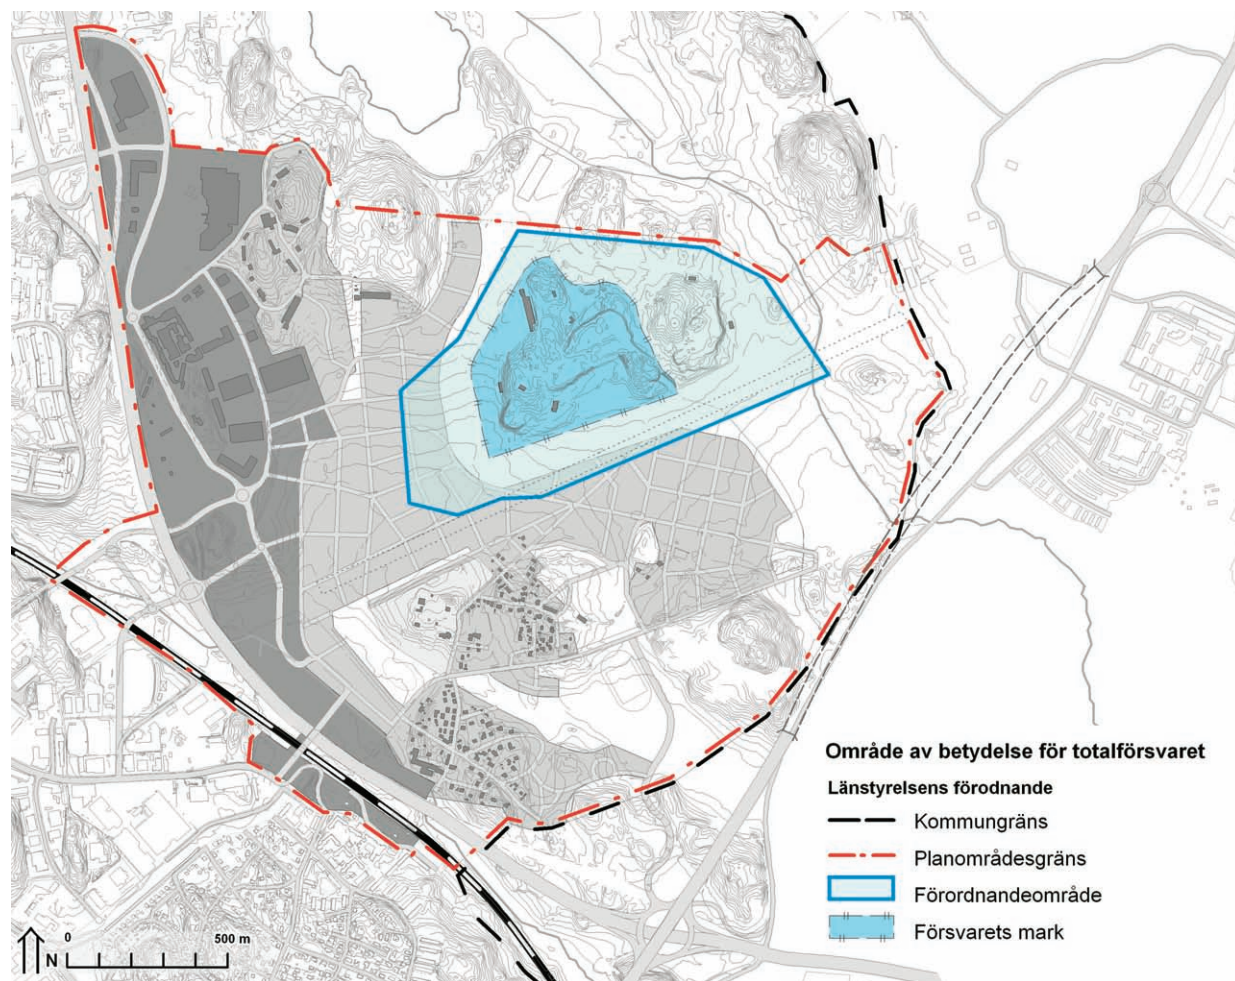 Område av betydelse för totalförsvaret
Länstyrelsens förodnande
Kommungräns
Planområdesgräns
Förordnandeområde
Försvarets mark
0 500 m
N